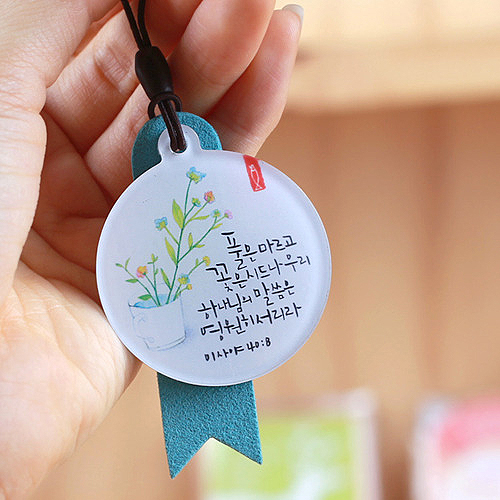 풀은 마르고
꽃은 시드나 우리
하나님의 말씀은
영원히 서리라
이사야 40:8